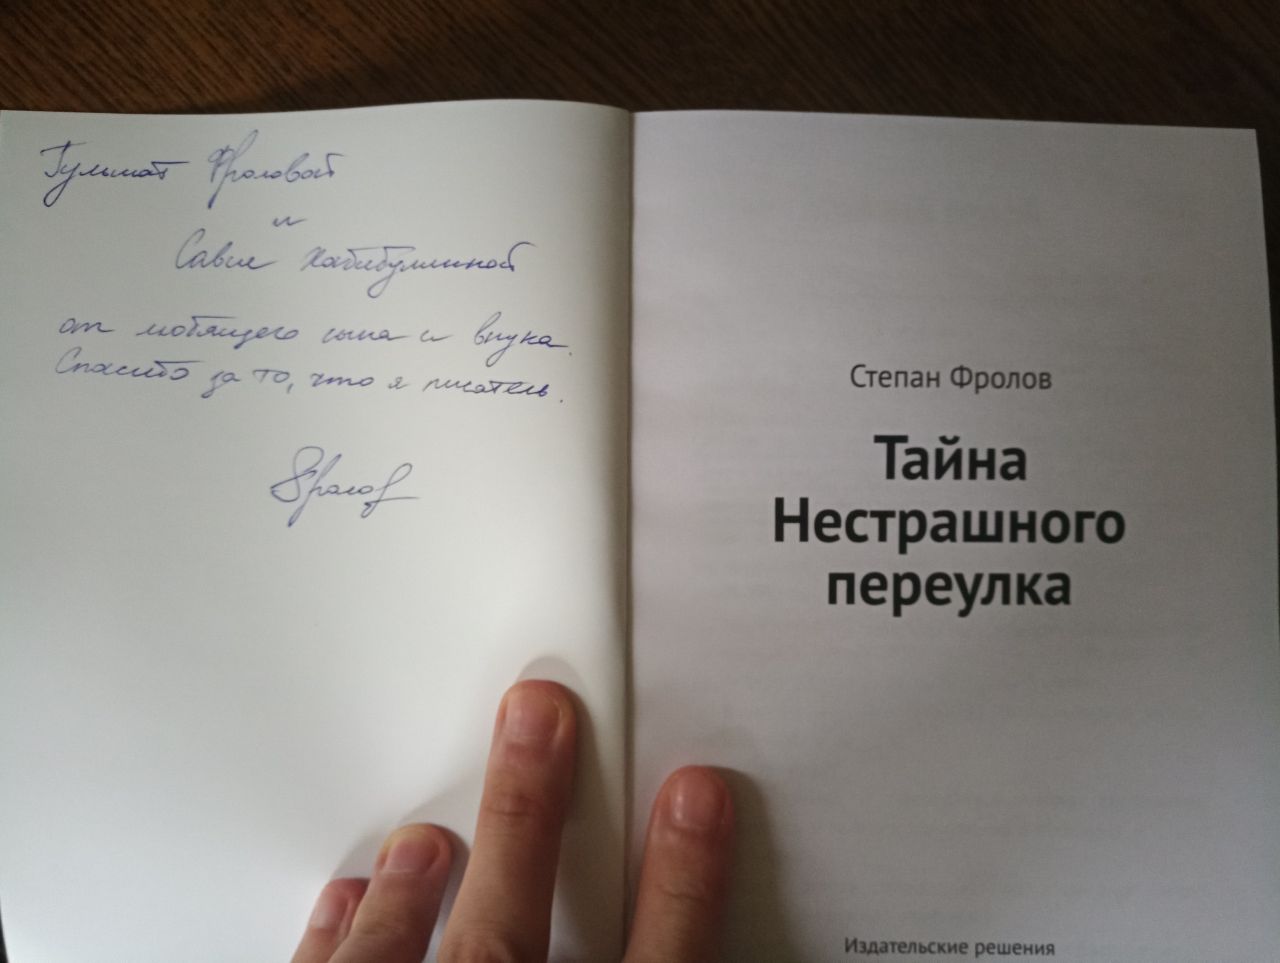 Гульшат Фроловой
и
Савие Хабибуллиной
от любящего сына и внука.
Спасибо за то, что я писатель.
Фролов
Степан Фролов
Тайна
Нестрашного
переулка
Издательские решения